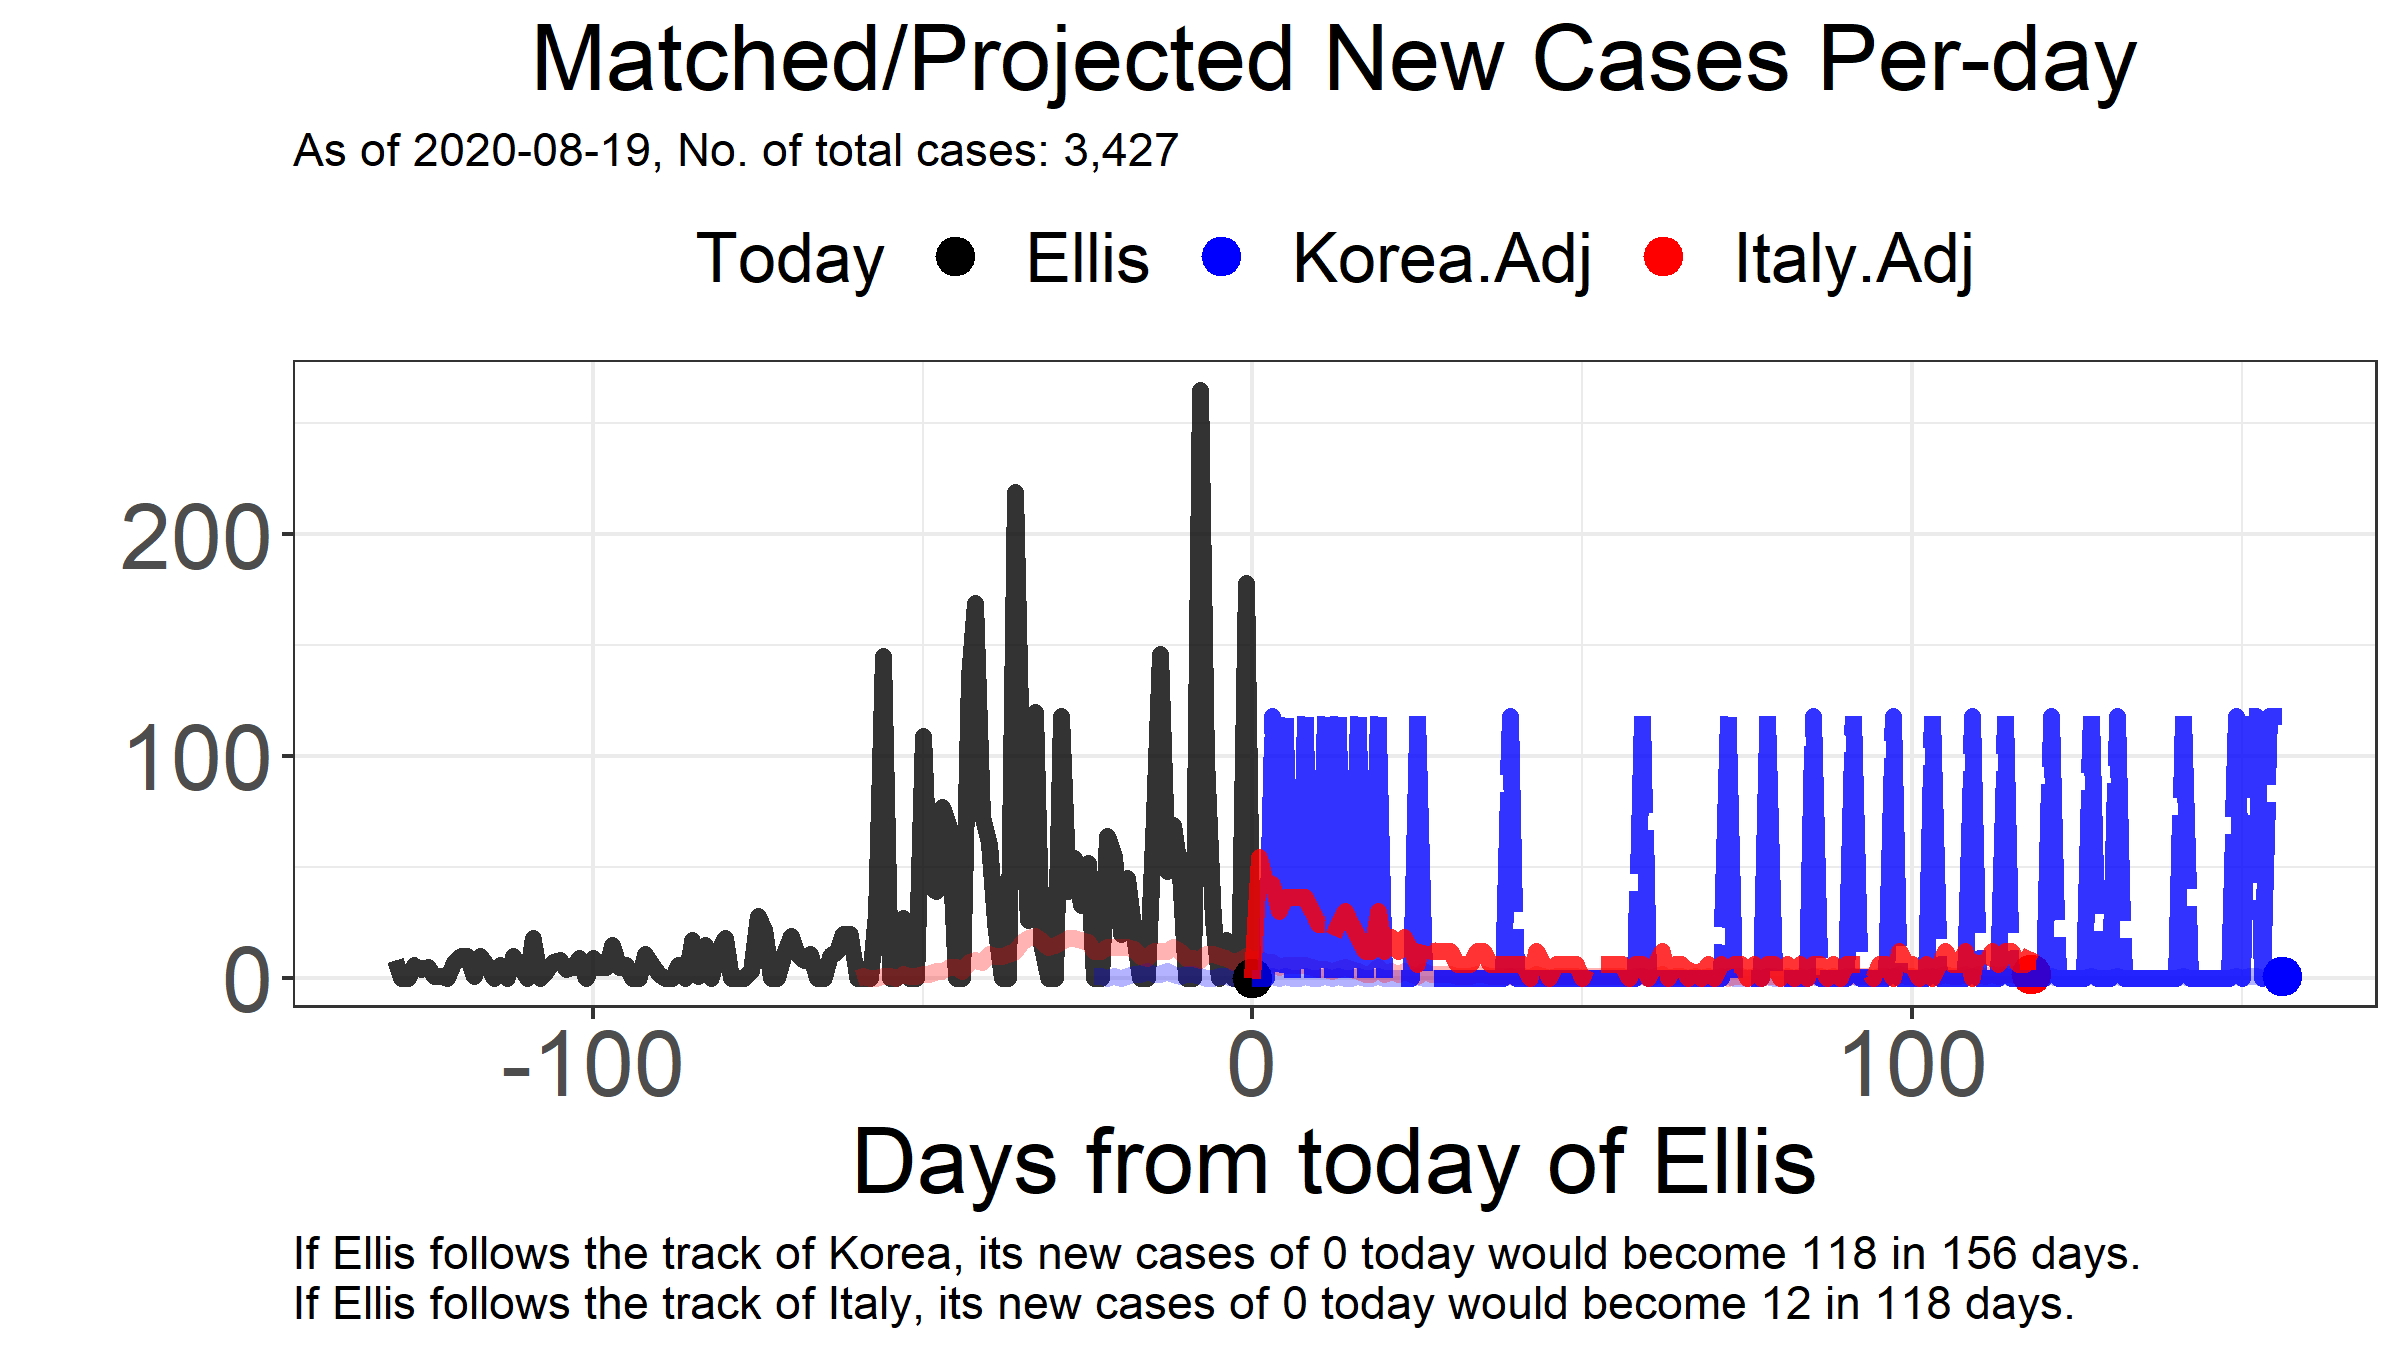 Matched/Projected New Cases Per-day
As of 2020-08-19, No. of total cases: 3,427
Today Ellis Korea.Adj Italy.Adj
200
100
0
-100 0 100
Days from today of Ellis
If Ellis follows the track of Korea, its new cases of 0 today would become 118 in 156 days.
If Ellis follows the track of Italy, its new cases of 0 today would become 12 in 118 days.